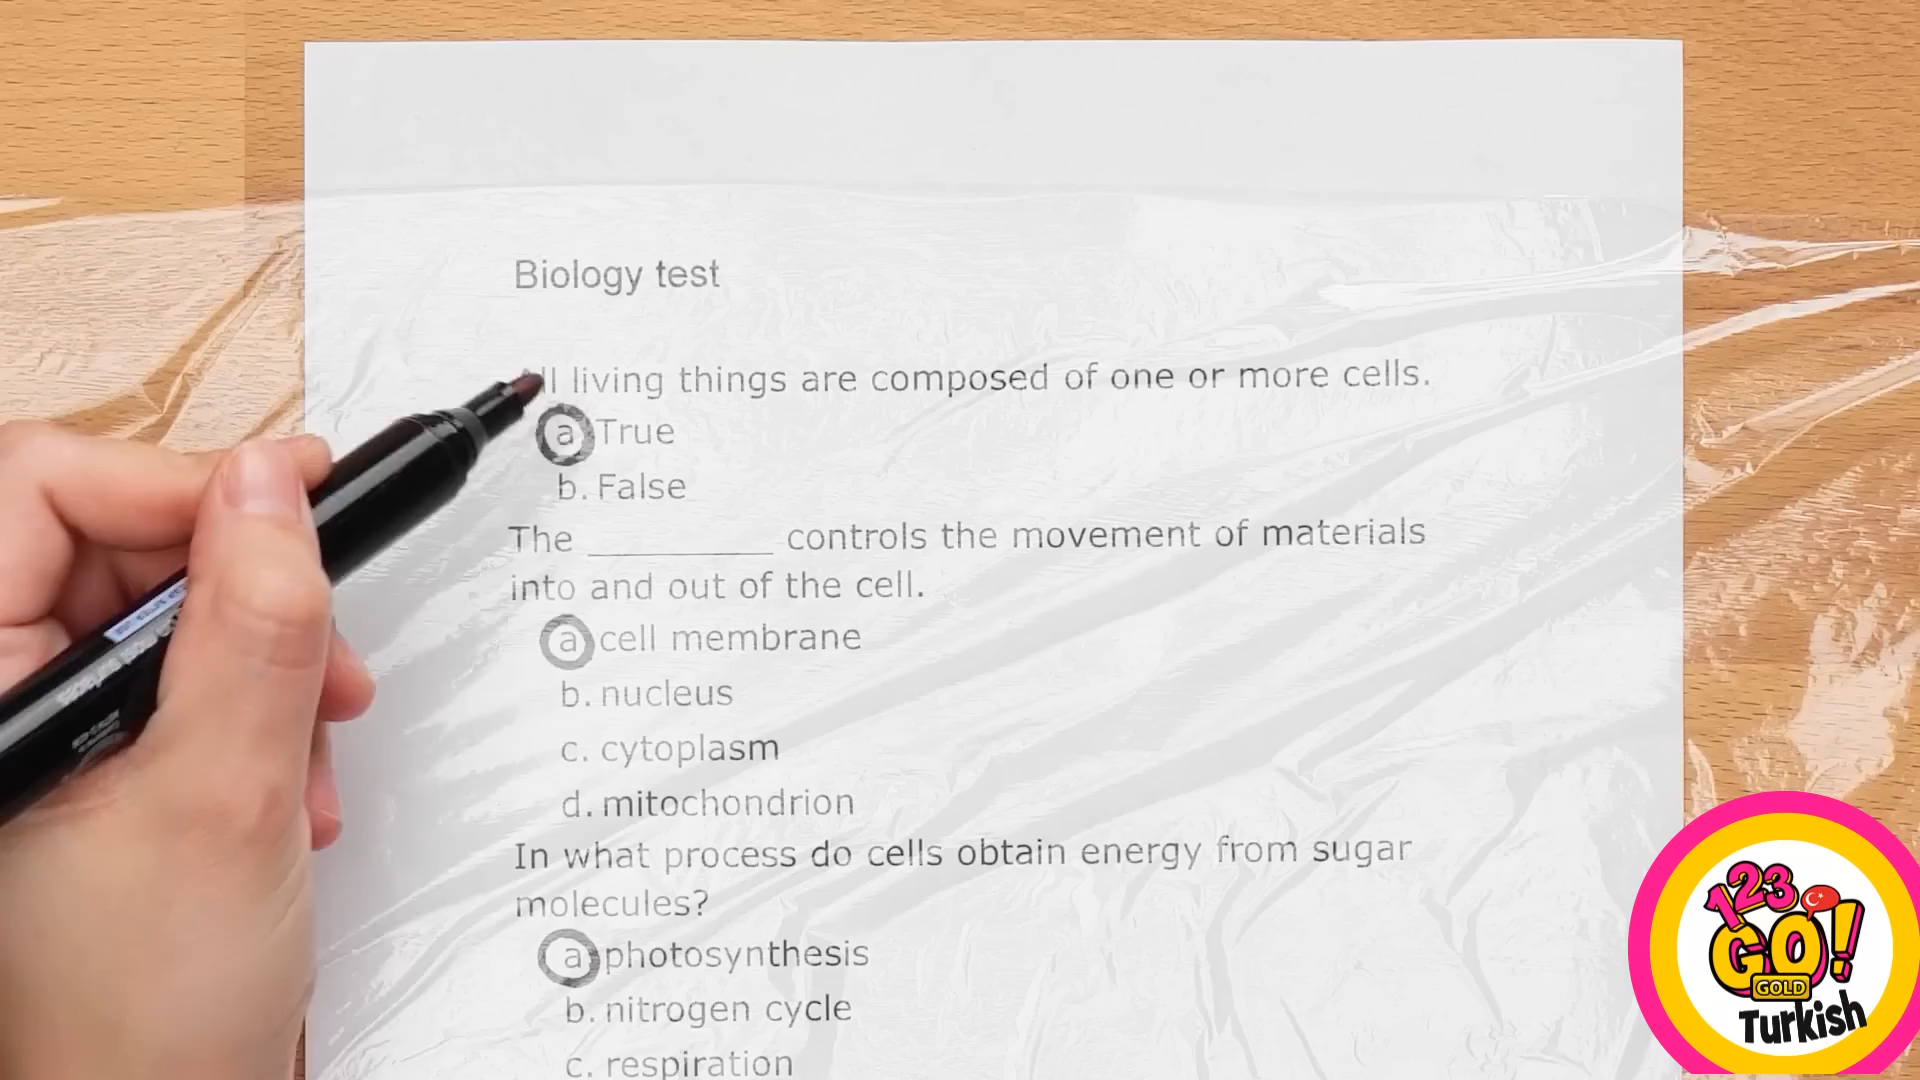 Biology test
All living things are composed of one or more cells.
a True
b. False
The __________ controls the movement of materials
into and out of the cell.
a cell membrane
b. nucleus
c. cytoplasm
d. mitochondrion
In what process do cells obtain energy from sugar
molecules?
a photosynthesis
b. nitrogen cycle
c. respiration
123
GO!
GOLD
Turkish